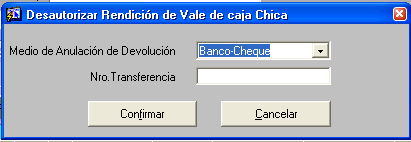 Desautorizar Rendición de Vale de caja Chica
Medio de Anulación de Devolución Banco-Cheque
Nro.Transferencia
Confirmar Cancelar